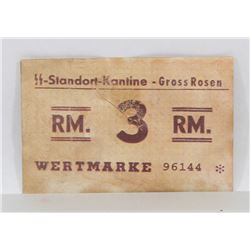 SS-Standort-Kantine - Gross Rosen
RM. 3 RM.
WERTMARKE 96144 *